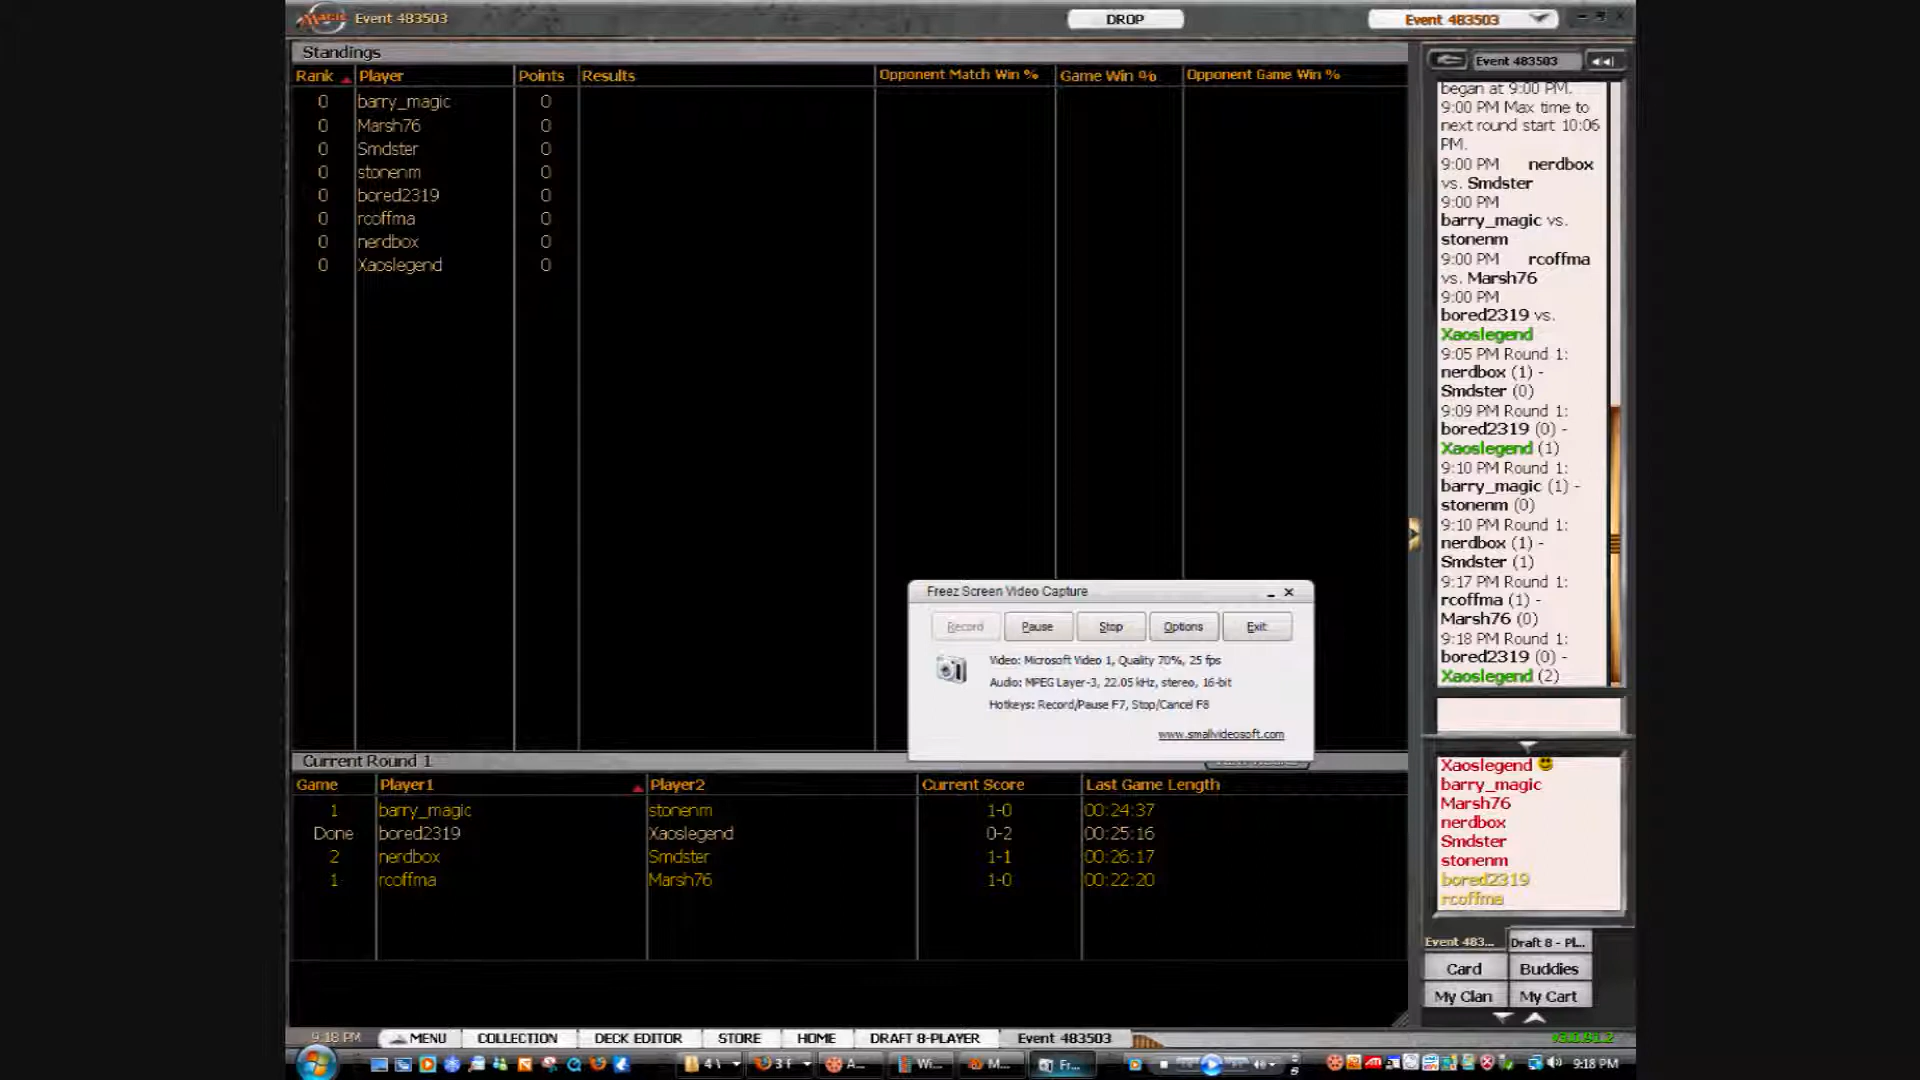 Magic Event 483503 DROP Event 483503
Standings
Rank Player Points Results Opponent Match Win % Game Win % Opponent Game Win %
0 barry_magic 0
0 Marsh76 0
0 Smdster 0
0 stonenm 0
0 bored2319 0
0 rcoffma 0
0 nerdbox 0
0 Xaoslegend 0
Event 483503
began at 9:00 PM.
9:00 PM Max time to
next round start 10:06
PM.
9:00 PM nerdbox
vs. Smdster
9:00 PM
barry_magic vs.
stonenm
9:00 PM rcoffma
vs. Marsh76
9:00 PM
bored2319 vs.
Xaoslegend
9:05 PM Round 1:
nerdbox (1) -
Smdster (0)
9:09 PM Round 1:
bored2319 (0) -
Xaoslegend (1)
9:10 PM Round 1:
barry_magic (1) -
stonenm (0)
9:10 PM Round 1:
nerdbox (1) -
Smdster (1)
9:17 PM Round 1:
rcoffma (1) -
Marsh76 (0)
9:18 PM Round 1:
bored2319 (0) -
Xaoslegend (2)
Freez Screen Video Capture
Record Pause Stop Options Exit
Video: Microsoft Video 1, Quality 70%, 25 fps
Audio: MPEG Layer-3, 22.05 kHz, stereo, 16-bit
Hotkeys: Record/Pause F7, Stop/Cancel F8
www.smallvideosoft.com
Current Round 1
Game Player1 Player2 Current Score Last Game Length
1 barry_magic stonenm 1-0 00:24:37
Done bored2319 Xaoslegend 0-2 00:25:16
2 nerdbox Smdster 1-1 00:26:17
1 rcoffma Marsh76 1-0 00:22:20
Xaoslegend
barry_magic
Marsh76
nerdbox
Smdster
stonenm
bored2319
rcoffma
Event 483... Draft 8 - Pl...
Card Buddies
My Clan My Cart
9:18 PM MENU COLLECTION DECK EDITOR STORE HOME DRAFT 8-PLAYER Event 483503
4 \ 3 F A... Wi... M... Fr... 9:18 PM